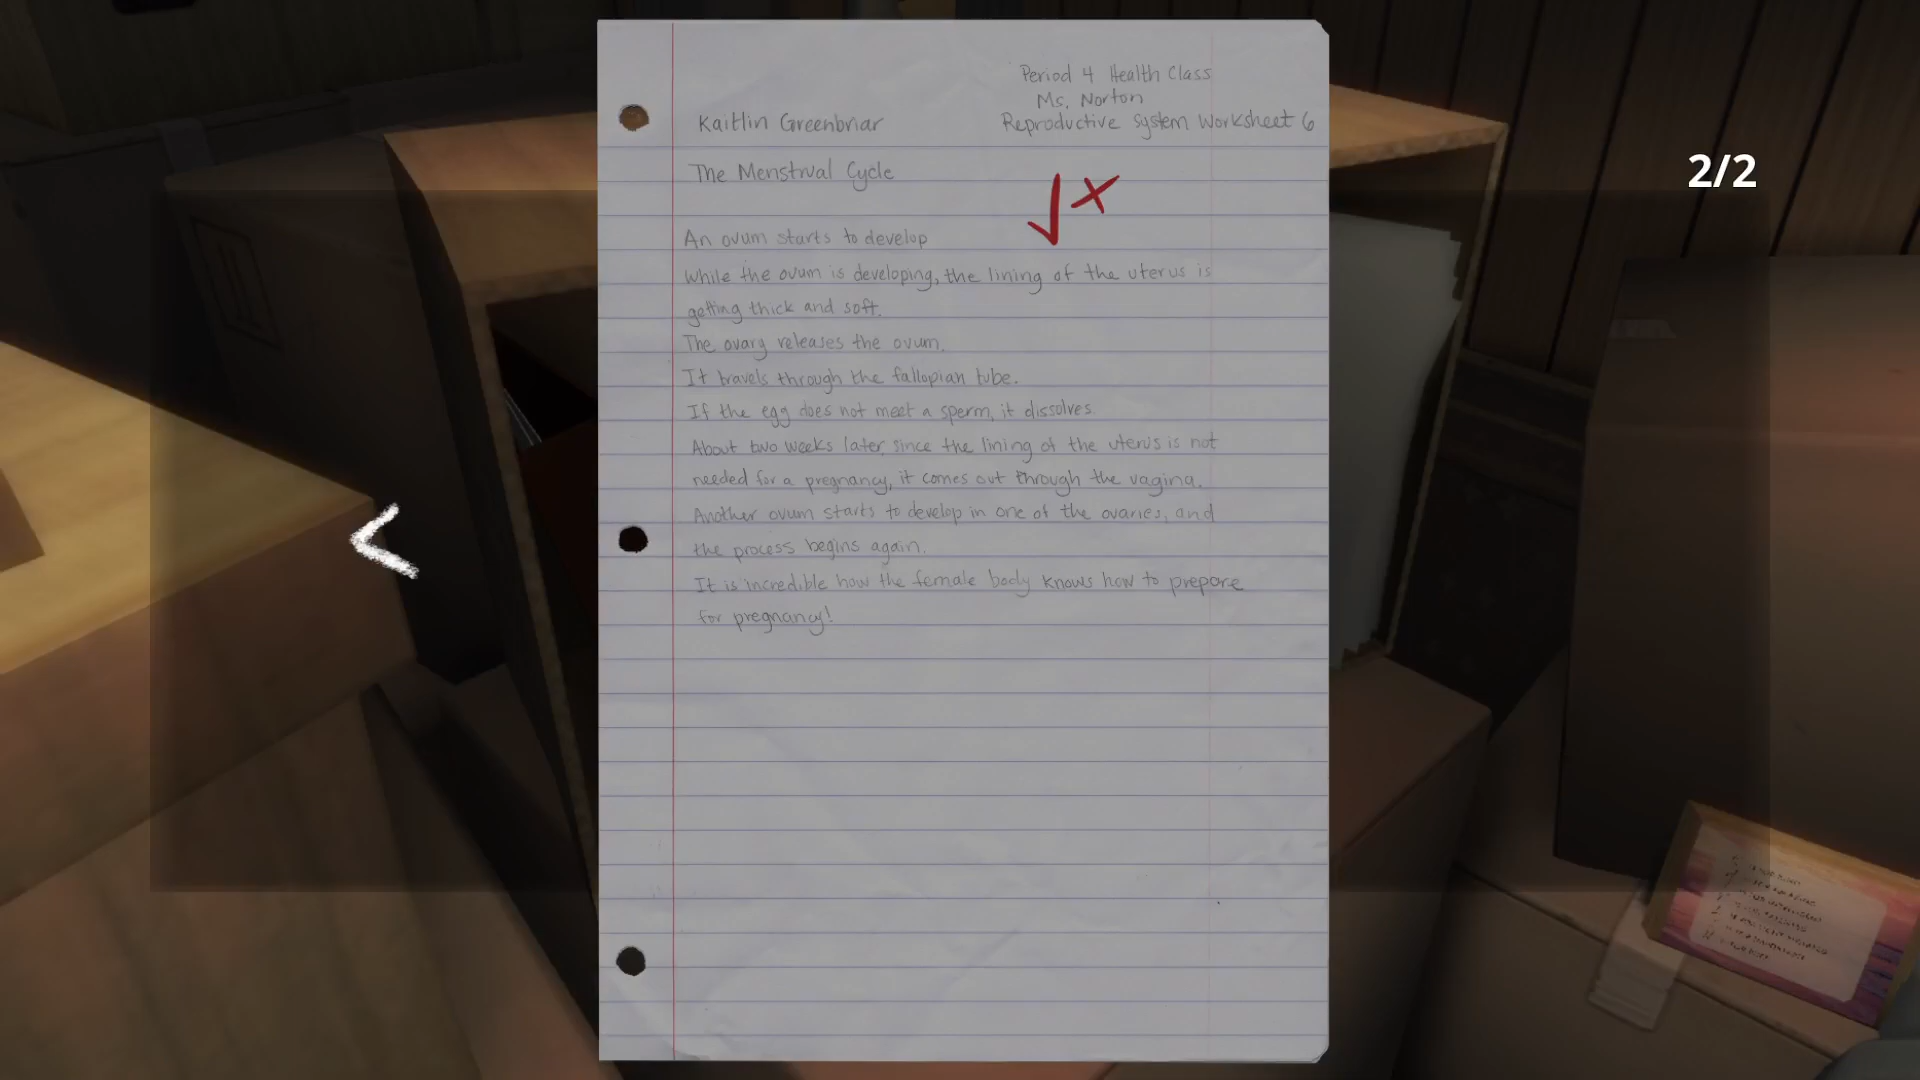 Period 4 Health Class
Ms. Norton
Kaitlin Greenbriar
Reproductive System Worksheet 6
The Menstrual Cycle
2/2
An ovum starts to develop
While the ovum is developing, the lining of the uterus is
getting thick and soft.
The ovary releases the ovum.
It travels through the fallopian tube.
If the egg does not meet a sperm, it dissolves.
About two weeks later, since the lining of the uterus is not
needed for a pregnancy, it comes out through the vagina.
Another ovum starts to develop in one of the ovaries, and
the process begins again.
It is incredible how the female body knows how to prepare
for pregnancy!